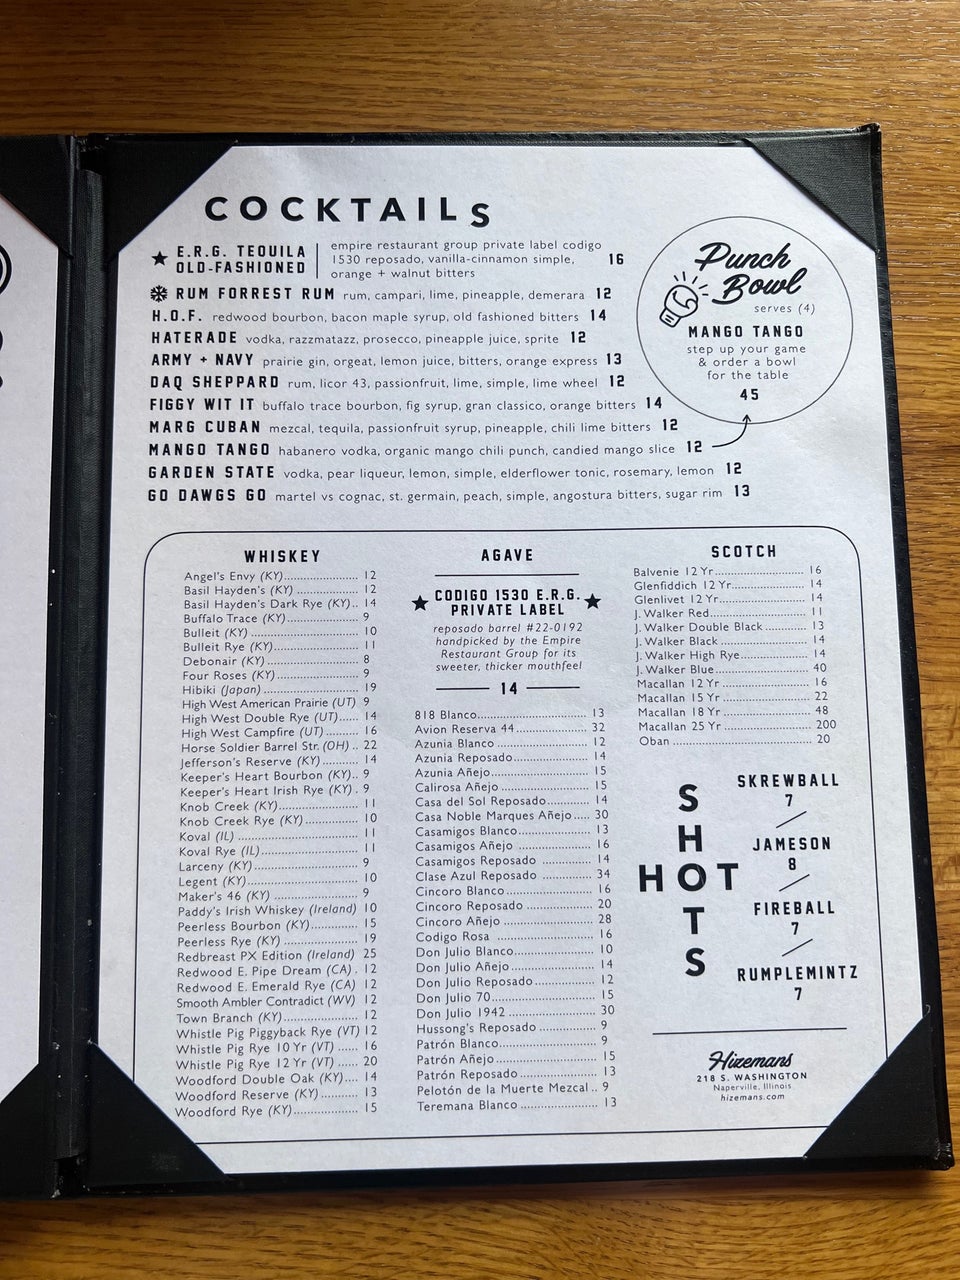 COCKTAILS
★ E.R.G. TEQUILA OLD-FASHIONED
empire restaurant group private label codigo
1530 reposado, vanilla-cinnamon simple,
orange + walnut bitters
16
RUM FORREST RUM rum, campari, lime, pineapple, demerara 12
H.O.F. redwood bourbon, bacon maple syrup, old fashioned bitters 14
HATERADE vodka, razzmatazz, prosecco, pineapple juice, sprite 12
ARMY + NAVY prairie gin, orgeat, lemon juice, bitters, orange express 13
DAQ SHEPPARD rum, licor 43, passionfruit, lime, simple, lime wheel 12
FIGGY WIT IT buffalo trace bourbon, fig syrup, gran classico, orange bitters 14
MARG CUBAN mezcal, tequila, passionfruit syrup, pineapple, chili lime bitters 12
MANGO TANGO habanero vodka, organic mango chili punch, candied mango slice 12
GARDEN STATE vodka, pear liqueur, lemon, simple, elderflower tonic, rosemary, lemon 12
GO DAWGS GO martel vs cognac, st. germain, peach, simple, angostura bitters, sugar rim 13
Punch
Bowl
serves (4)
MANGO TANGO
step up your game
& order a bowl
for the table
45
WHISKEY
Angel's Envy (KY) 12
Basil Hayden's (KY) 12
Basil Hayden's Dark Rye (KY) 14
Buffalo Trace (KY) 9
Bulleit (KY) 10
Bulleit Rye (KY) 11
Debonair (KY) 8
Four Roses (KY) 9
Hibiki (Japan) 19
High West American Prairie (UT) 9
High West Double Rye (UT) 14
High West Campfire (UT) 16
Horse Soldier Barrel Str. (OH) 22
Jefferson's Reserve (KY) 14
Keeper's Heart Bourbon (KY) 9
Keeper's Heart Irish Rye (KY) 9
Knob Creek (KY) 11
Knob Creek Rye (KY) 10
Koval (IL) 11
Koval Rye (IL) 11
Larceny (KY) 9
Legent (KY) 10
Maker's 46 (KY) 9
Paddy's Irish Whiskey (Ireland) 10
Peerless Bourbon (KY) 15
Peerless Rye (KY) 19
Redbreast PX Edition (Ireland) 25
Redwood E. Pipe Dream (CA) 12
Redwood E. Emerald Rye (CA) 12
Smooth Ambler Contradict (WV) 12
Town Branch (KY) 12
Whistle Pig Piggyback Rye (VT) 12
Whistle Pig Rye 10 Yr (VT) 16
Whistle Pig Rye 12 Yr (VT) 20
Woodford Double Oak (KY) 14
Woodford Reserve (KY) 13
Woodford Rye (KY) 15
AGAVE
★ CODIGO 1530 E.R.G. ★
PRIVATE LABEL
reposado barrel #22-0192
handpicked by the Empire
Restaurant Group for its
sweeter, thicker mouthfeel
14
818 Blanco 13
Avion Reserva 44 32
Azunia Blanco 12
Azunia Reposado 14
Azunia Añejo 15
Calirosa Añejo 15
Casa del Sol Reposado 14
Casa Noble Marques Añejo 30
Casamigos Blanco 13
Casamigos Añejo 16
Casamigos Reposado 14
Clase Azul Reposado 34
Cincoro Blanco 16
Cincoro Reposado 20
Cincoro Añejo 28
Codigo Rosa 16
Don Julio Blanco 10
Don Julio Añejo 14
Don Julio Reposado 12
Don Julio 70 15
Don Julio 1942 30
Hussong's Reposado 9
Patrón Blanco 9
Patrón Añejo 15
Patrón Reposado 13
Pelotón de la Muerte Mezcal 9
Teremana Blanco 13
SCOTCH
Balvenie 12 Yr 16
Glenfiddich 12 Yr 14
Glenlivet 12 Yr 14
J. Walker Red 11
J. Walker Double Black 13
J. Walker Black 14
J. Walker High Rye 14
J. Walker Blue 40
Macallan 12 Yr 16
Macallan 15 Yr 22
Macallan 18 Yr 48
Macallan 25 Yr 200
Oban 20
SHOTS
HOT
SKREWBALL
7
JAMESON
8
FIREBALL
7
RUMPLEMINTZ
7
Hizemans
218 S. WASHINGTON
Naperville, Illinois
hizemans.com